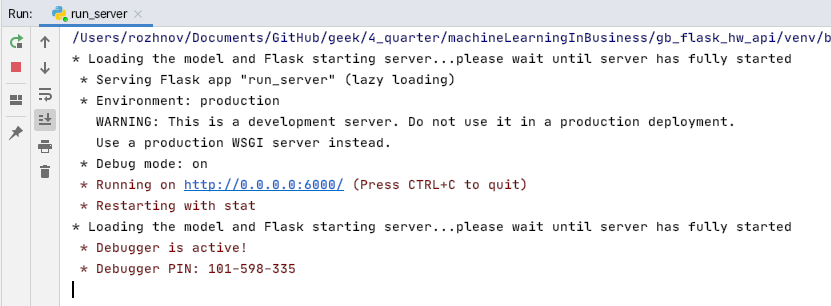 Run: run_server
/Users/rozhnov/Documents/GitHub/geek/4_quarter/machineLearningInBusiness/gb_flask_hw_api/venv/b
* Loading the model and Flask starting server...please wait until server has fully started
* Serving Flask app "run_server" (lazy loading)
* Environment: production
WARNING: This is a development server. Do not use it in a production deployment.
Use a production WSGI server instead.
* Debug mode: on
* Running on http://0.0.0.0:6000/ (Press CTRL+C to quit)
* Restarting with stat
* Loading the model and Flask starting server...please wait until server has fully started
* Debugger is active!
* Debugger PIN: 101-598-335